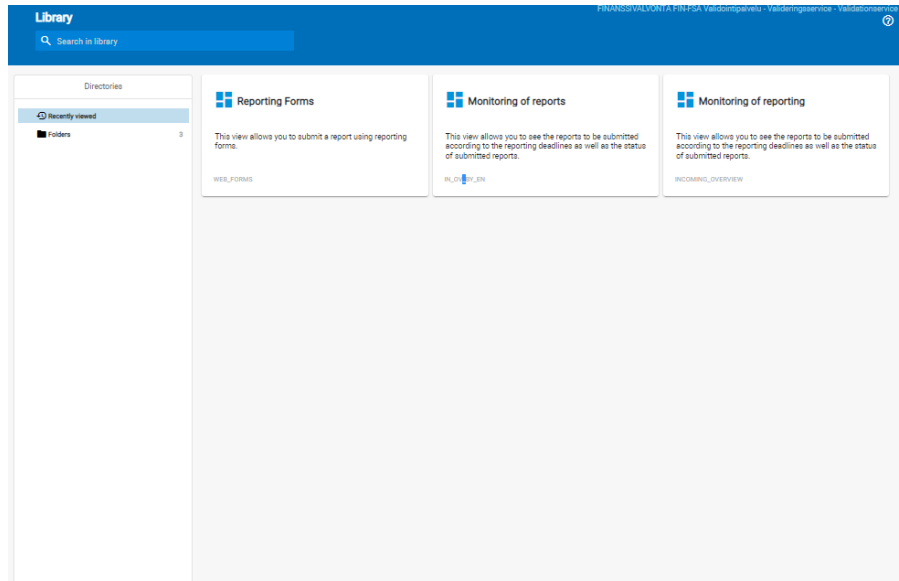 FINANSSIVALVONTA FIN-FSA Validointipalvelu - Valideringsservice - Validationservice
Library
Search in library
Directories
Recently viewed
Folders 3
Reporting Forms
This view allows you to submit a report using reporting
forms.
WEB_FORMS
Monitoring of reports
This view allows you to see the reports to be submitted
according to the reporting deadlines as well as the status
of submitted reports.
Monitoring of reporting
This view allows you to see the reports to be submitted
according to the reporting deadlines as well as the status
of submitted reports.
INCOMING_OVERVIEW